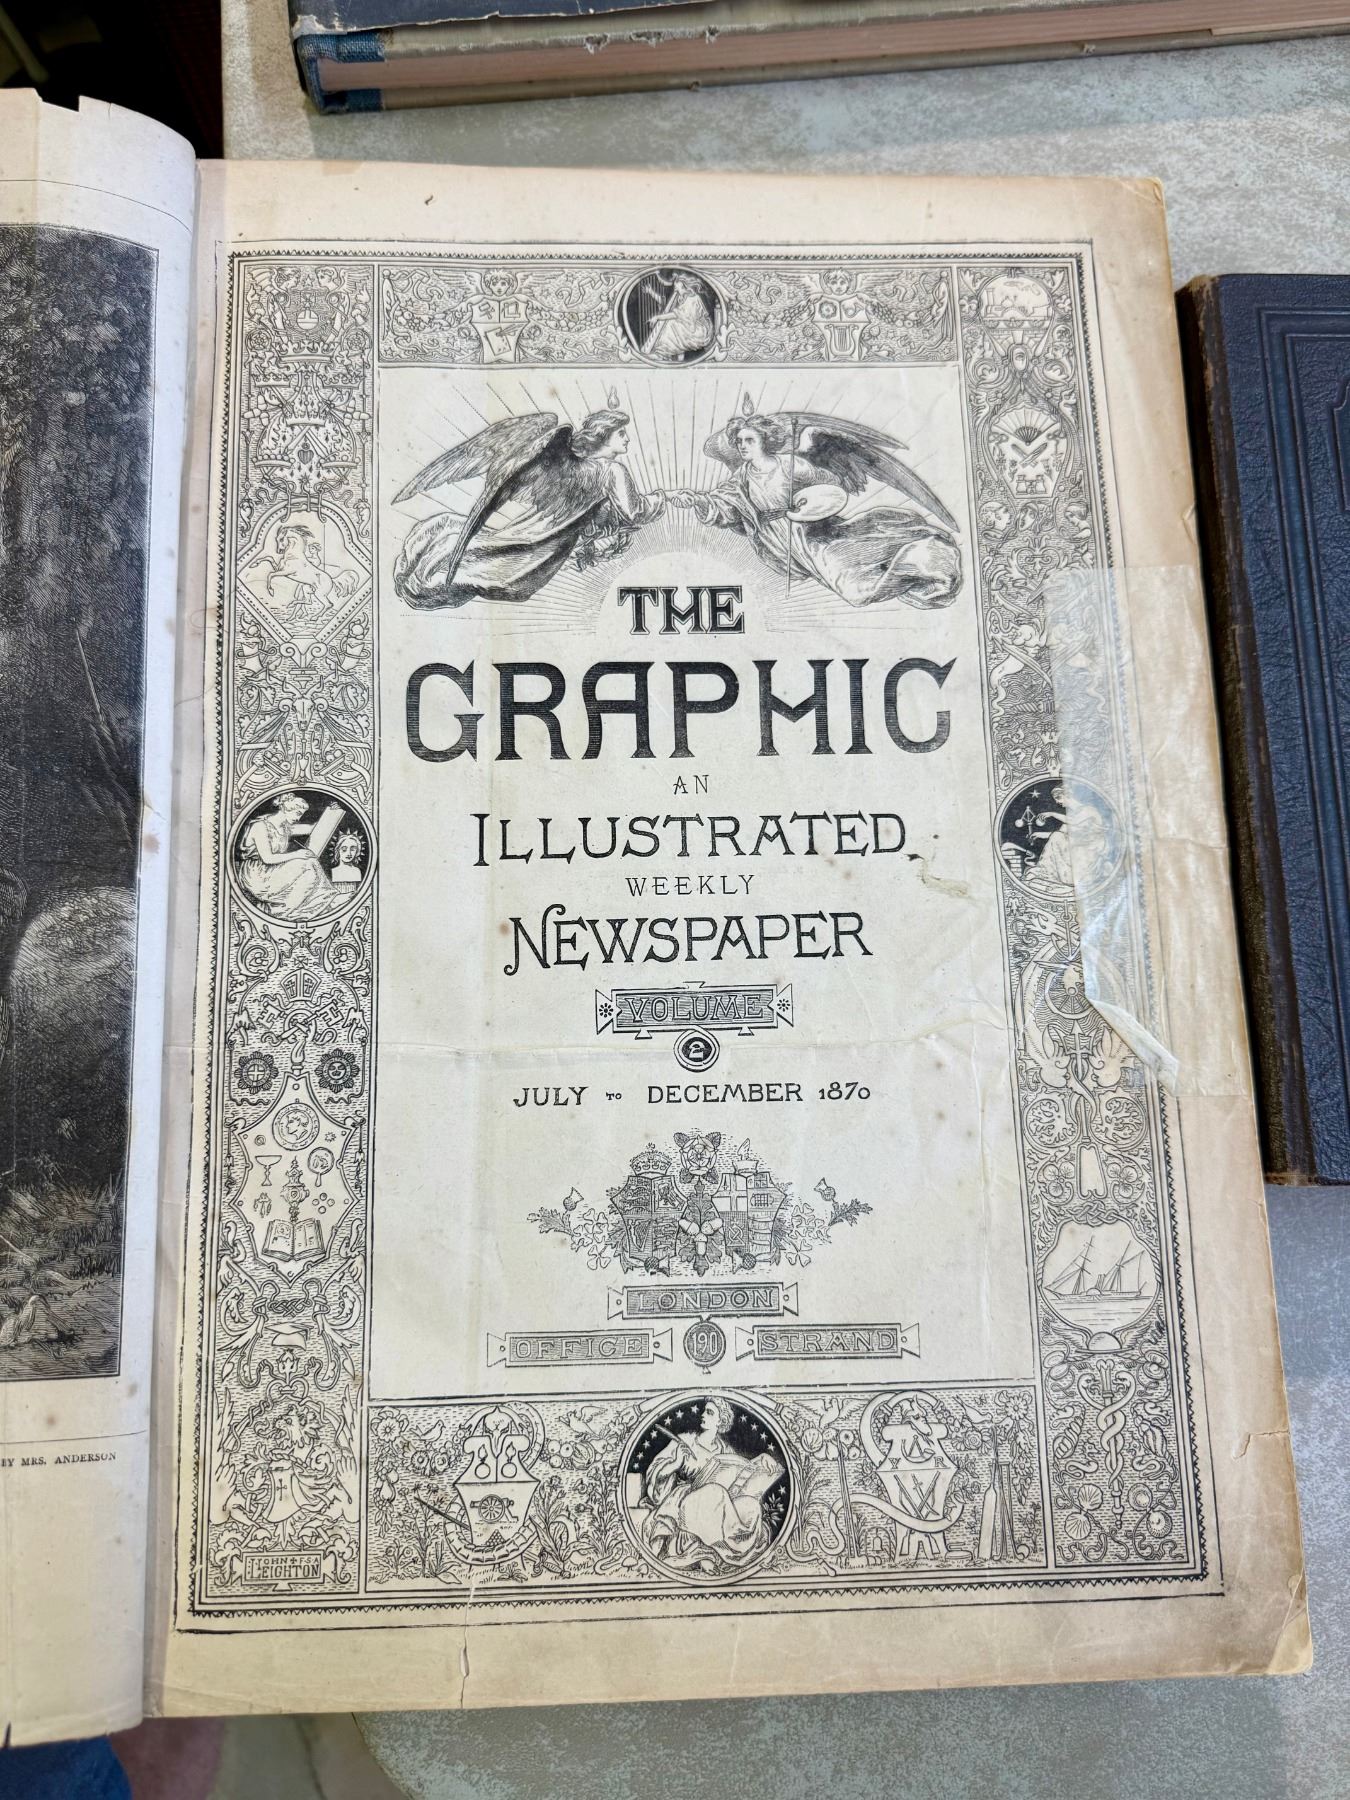 BY MRS. ANDERSON
THE
GRAPHIC
AN
ILLUSTRATED
WEEKLY
NEWSPAPER
VOLUME
2
JULY TO DECEMBER 1870
LONDON
OFFICE 190 STRAND
W R
JOHN F.S.A
LEIGHTON